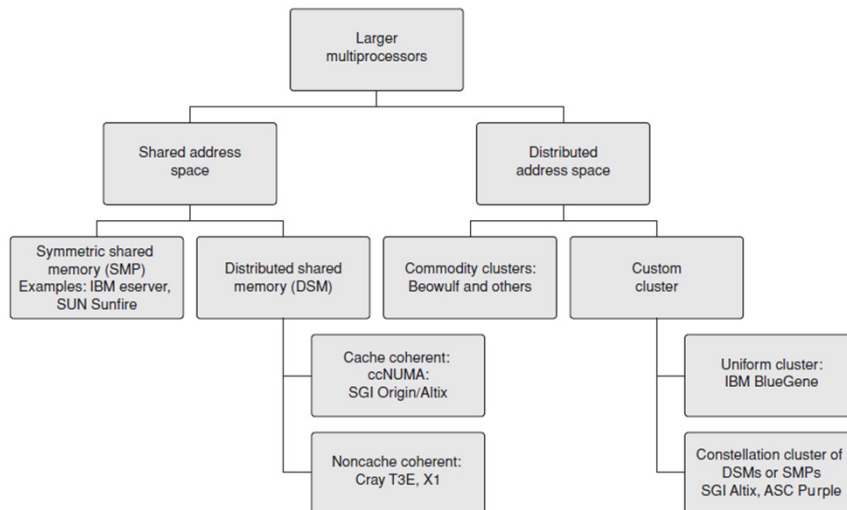 Larger
multiprocessors
Shared address
space
Distributed
address space
Symmetric shared
memory (SMP)
Examples: IBM eserver,
SUN Sunfire
Distributed shared
memory (DSM)
Commodity clusters:
Beowulf and others
Custom
cluster
Cache coherent:
ccNUMA:
SGI Origin/Altix
Noncache coherent:
Cray T3E, X1
Uniform cluster:
IBM BlueGene
Constellation cluster of
DSMs or SMPs
SGI Altix, ASC Purple